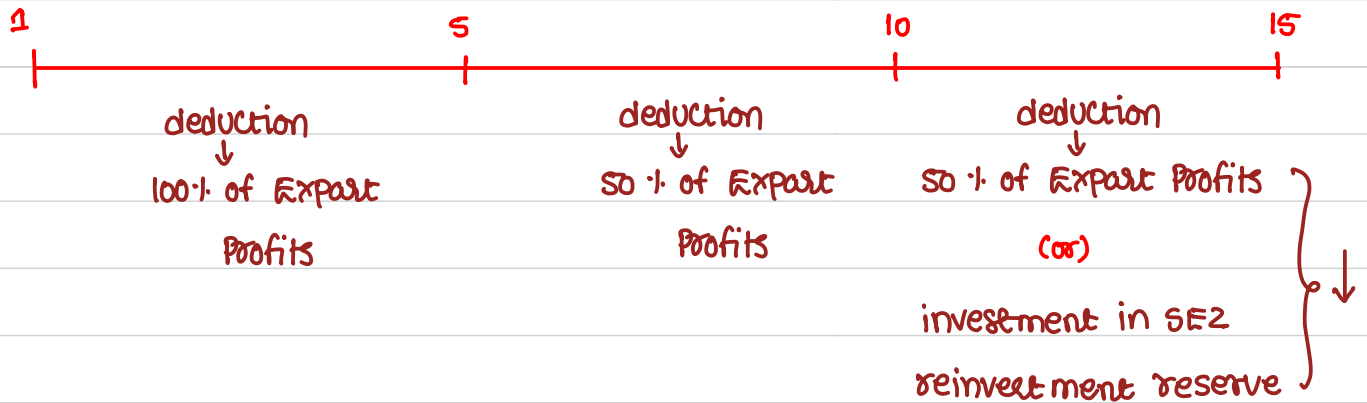 1 5 10 15
deduction deduction deduction
↓ ↓ ↓
100% of Export 50% of Export 50% of Export Profits
Profits Profits (or)
investment in SEZ
reinvestment reserve